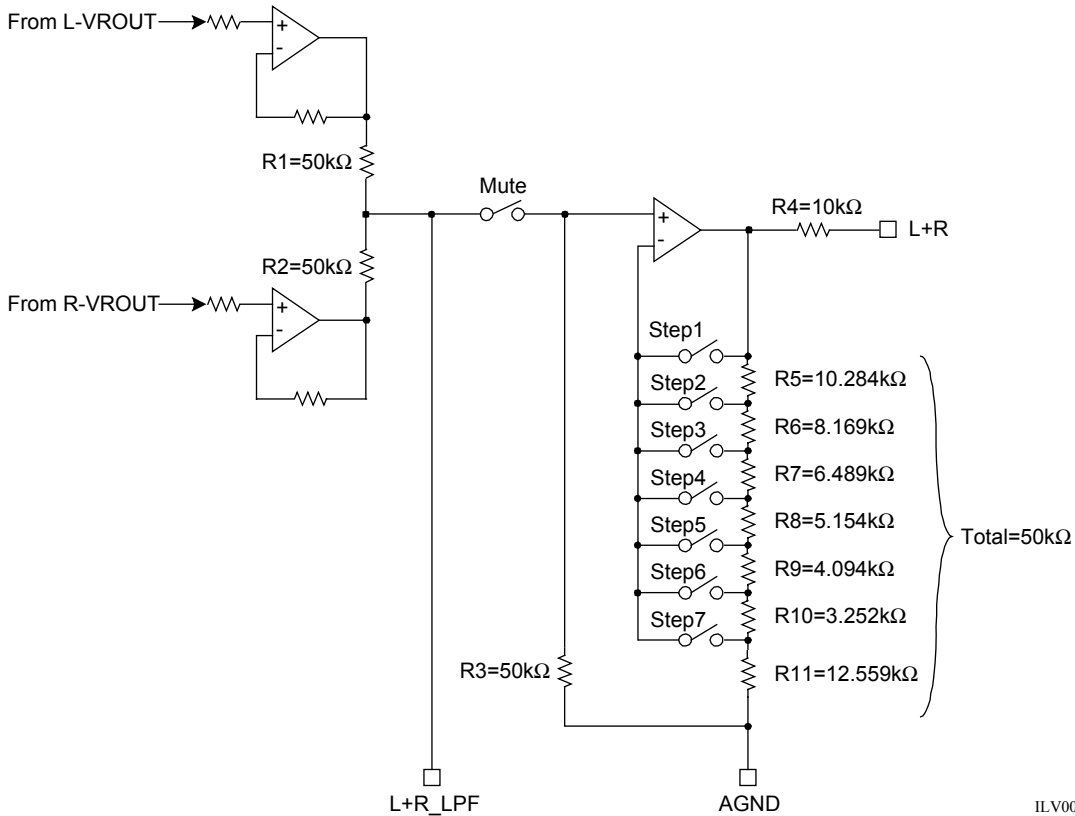 From L-VROUT
+
-
R1=50kΩ
Mute
+
-
R4=10kΩ
L+R
R2=50kΩ
From R-VROUT
+
-
Step1
R5=10.284kΩ
Step2
R6=8.169kΩ
Step3
R7=6.489kΩ
Step4
R8=5.154kΩ
Step5
Total=50kΩ
R9=4.094kΩ
Step6
R10=3.252kΩ
Step7
R3=50kΩ
R11=12.559kΩ
L+R_LPF
AGND
ILV00